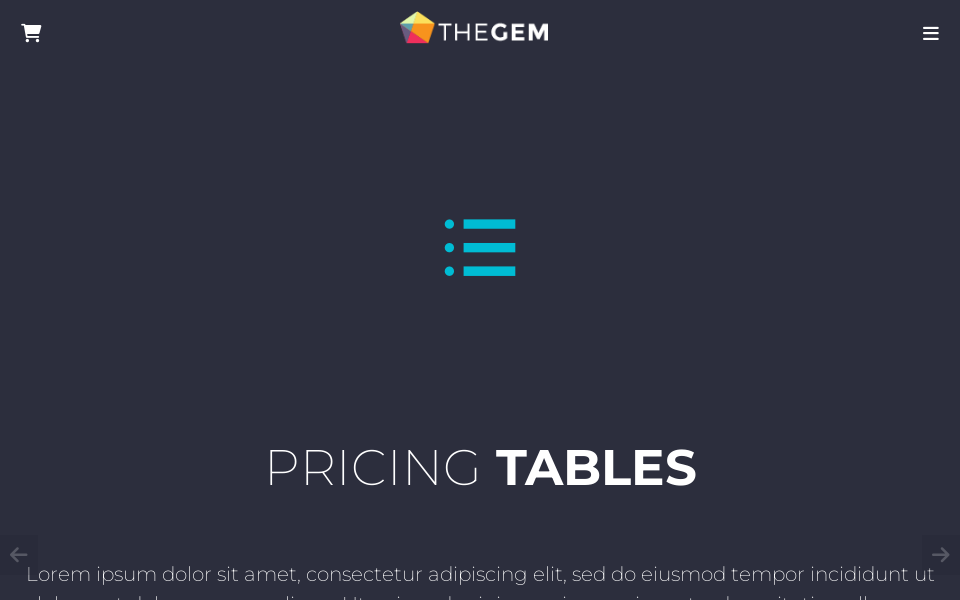 THEGEM
PRICING TABLES
Lorem ipsum dolor sit amet, consectetur adipiscing elit, sed do eiusmod tempor incididunt ut